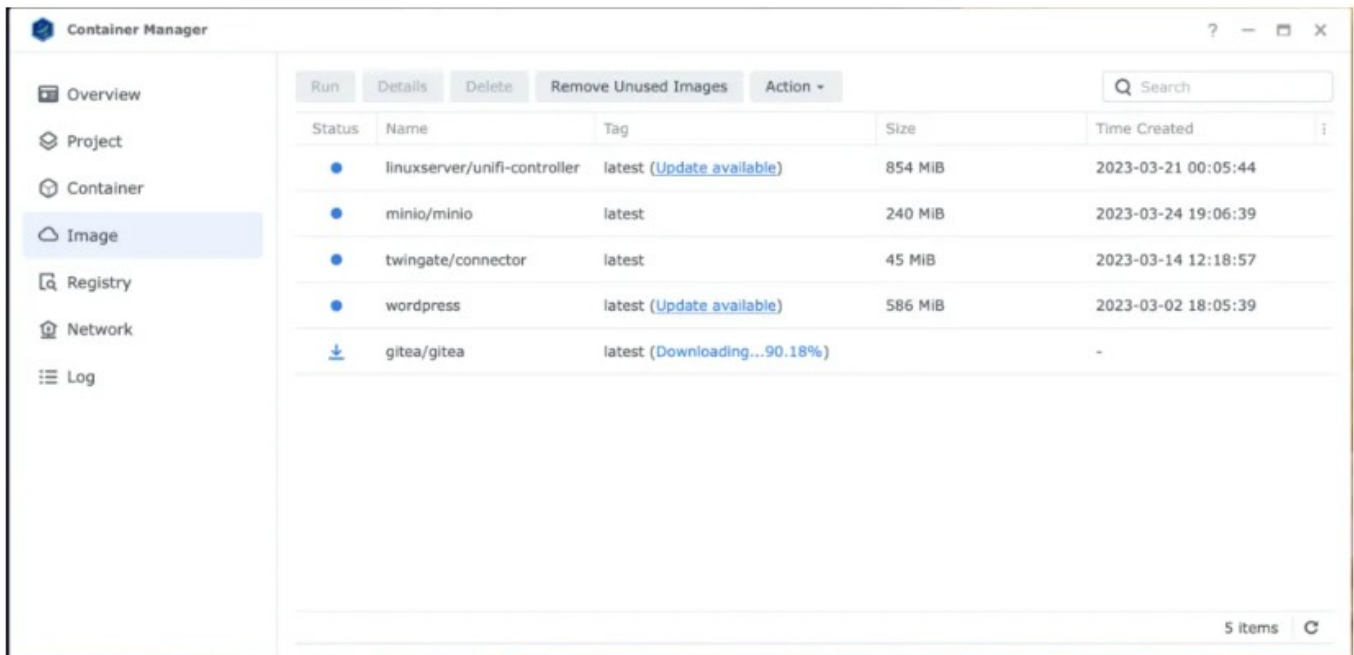 Container Manager
?
Overview
Project
Container
Image
Registry
Network
Log
Run Details Delete Remove Unused Images Action Search
Status Name Tag Size Time Created
linuxserver/unifi-controller latest (Update available) 854 MiB 2023-03-21 00:05:44
minio/minio latest 240 MiB 2023-03-24 19:06:39
twingate/connector latest 45 MiB 2023-03-14 12:18:57
wordpress latest (Update available) 586 MiB 2023-03-02 18:05:39
gitea/gitea latest (Downloading...90.18%) -
5 items